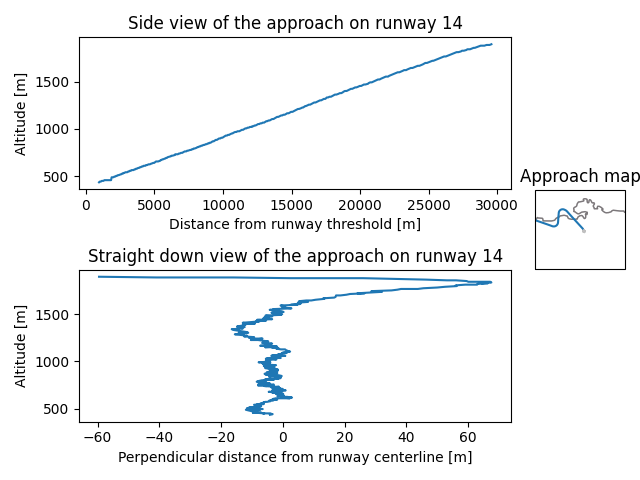 Side view of the approach on runway 14
Altitude [m]
1500
1000
500
0 5000 10000 15000 20000 25000 30000
Distance from runway threshold [m]
Approach map
Straight down view of the approach on runway 14
Altitude [m]
1500
1000
500
−60 −40 −20 0 20 40 60
Perpendicular distance from runway centerline [m]